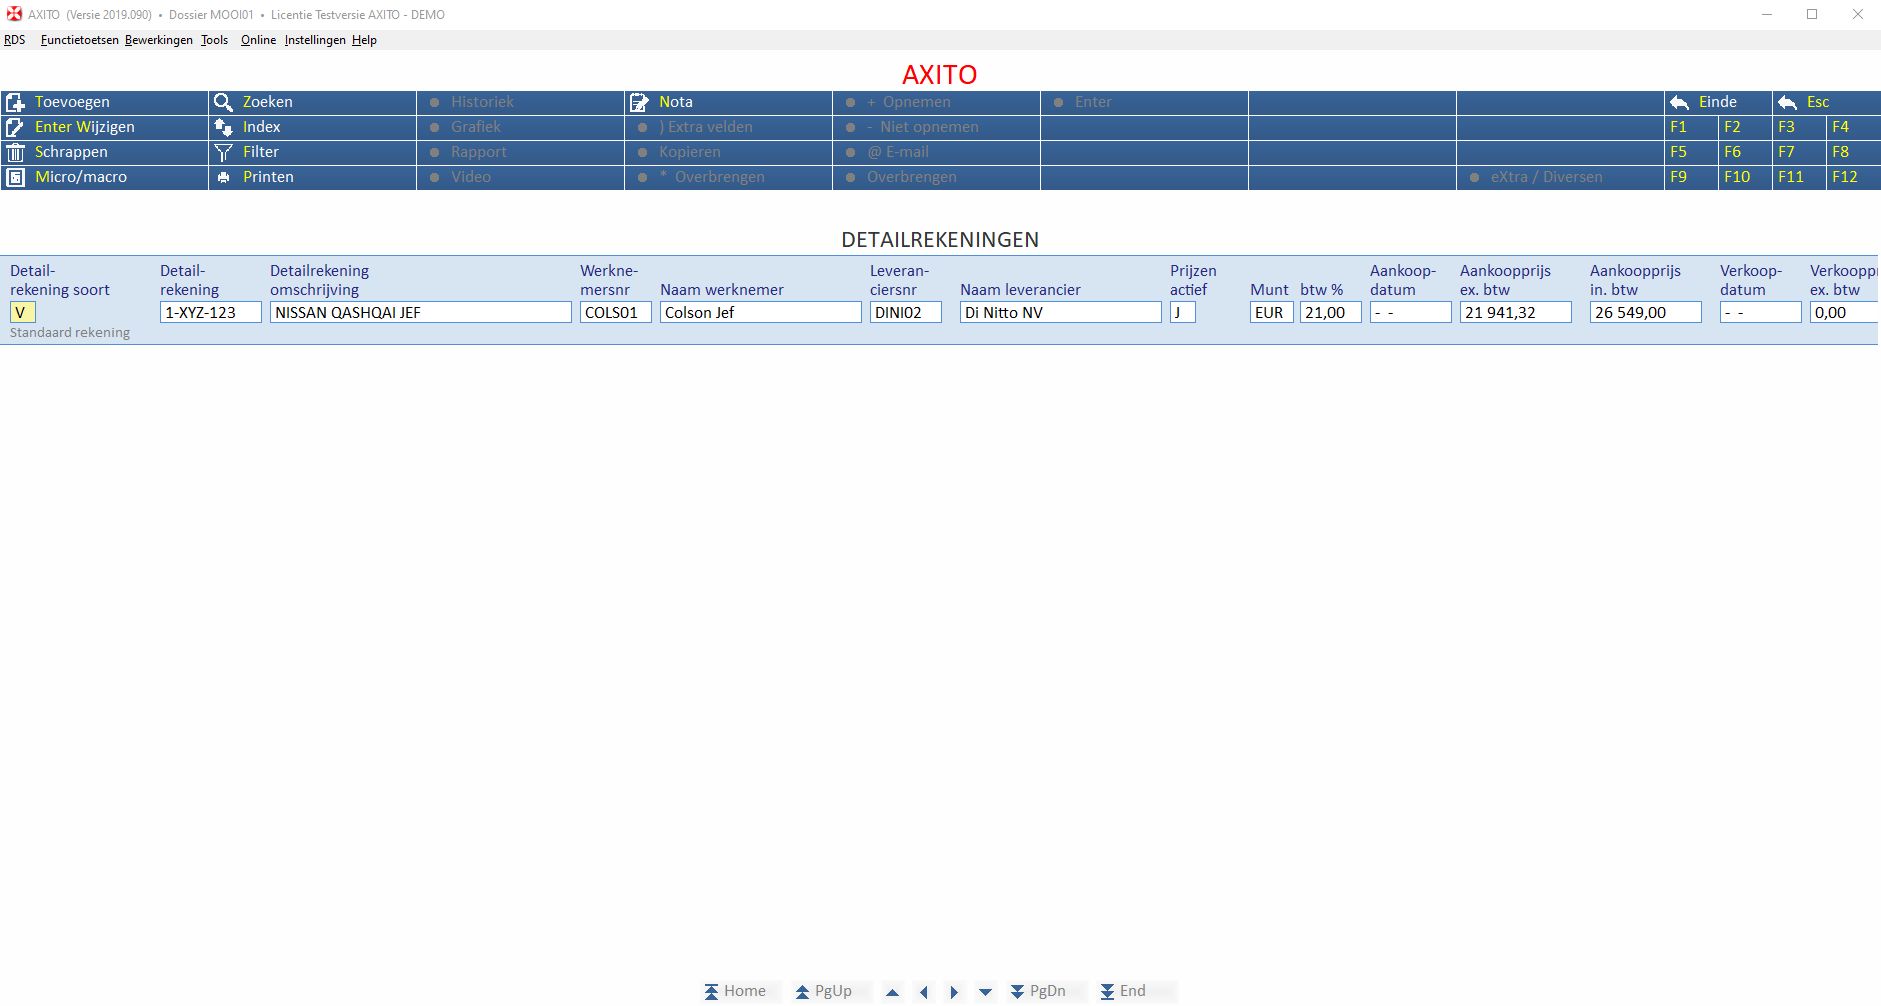 AXITO (Versie 2019.090) • Dossier MOOI01 • Licentie Testversie AXITO - DEMO
RDS Functietoetsen Bewerkingen Tools Online Instellingen Help
AXITO
Toevoegen Zoeken Historiek Nota + Opnemen Enter Einde Esc
Enter Wijzigen Index Grafiek ) Extra velden - Niet opnemen F1 F2 F3 F4
Schrappen Filter Rapport Kopieren @ E-mail F5 F6 F7 F8
Micro/macro Printen Video * Overbrengen Overbrengen eXtra / Diversen F9 F10 F11 F12
DETAILREKENINGEN
Detail- Detail- Detailrekening Werkne- Leveran- Prijzen Aankoop- Aankoopprijs Aankoopprijs Verkoop- Verkooppr
rekening soort rekening omschrijving mersnr Naam werknemer ciersnr Naam leverancier actief Munt btw % datum ex. btw in. btw datum ex. btw
V 1-XYZ-123 NISSAN QASHQAI JEF COLS01 Colson Jef DINI02 Di Nitto NV J EUR 21,00 - - 21 941,32 26 549,00 - - 0,00
Standaard rekening
Home PgUp PgDn End